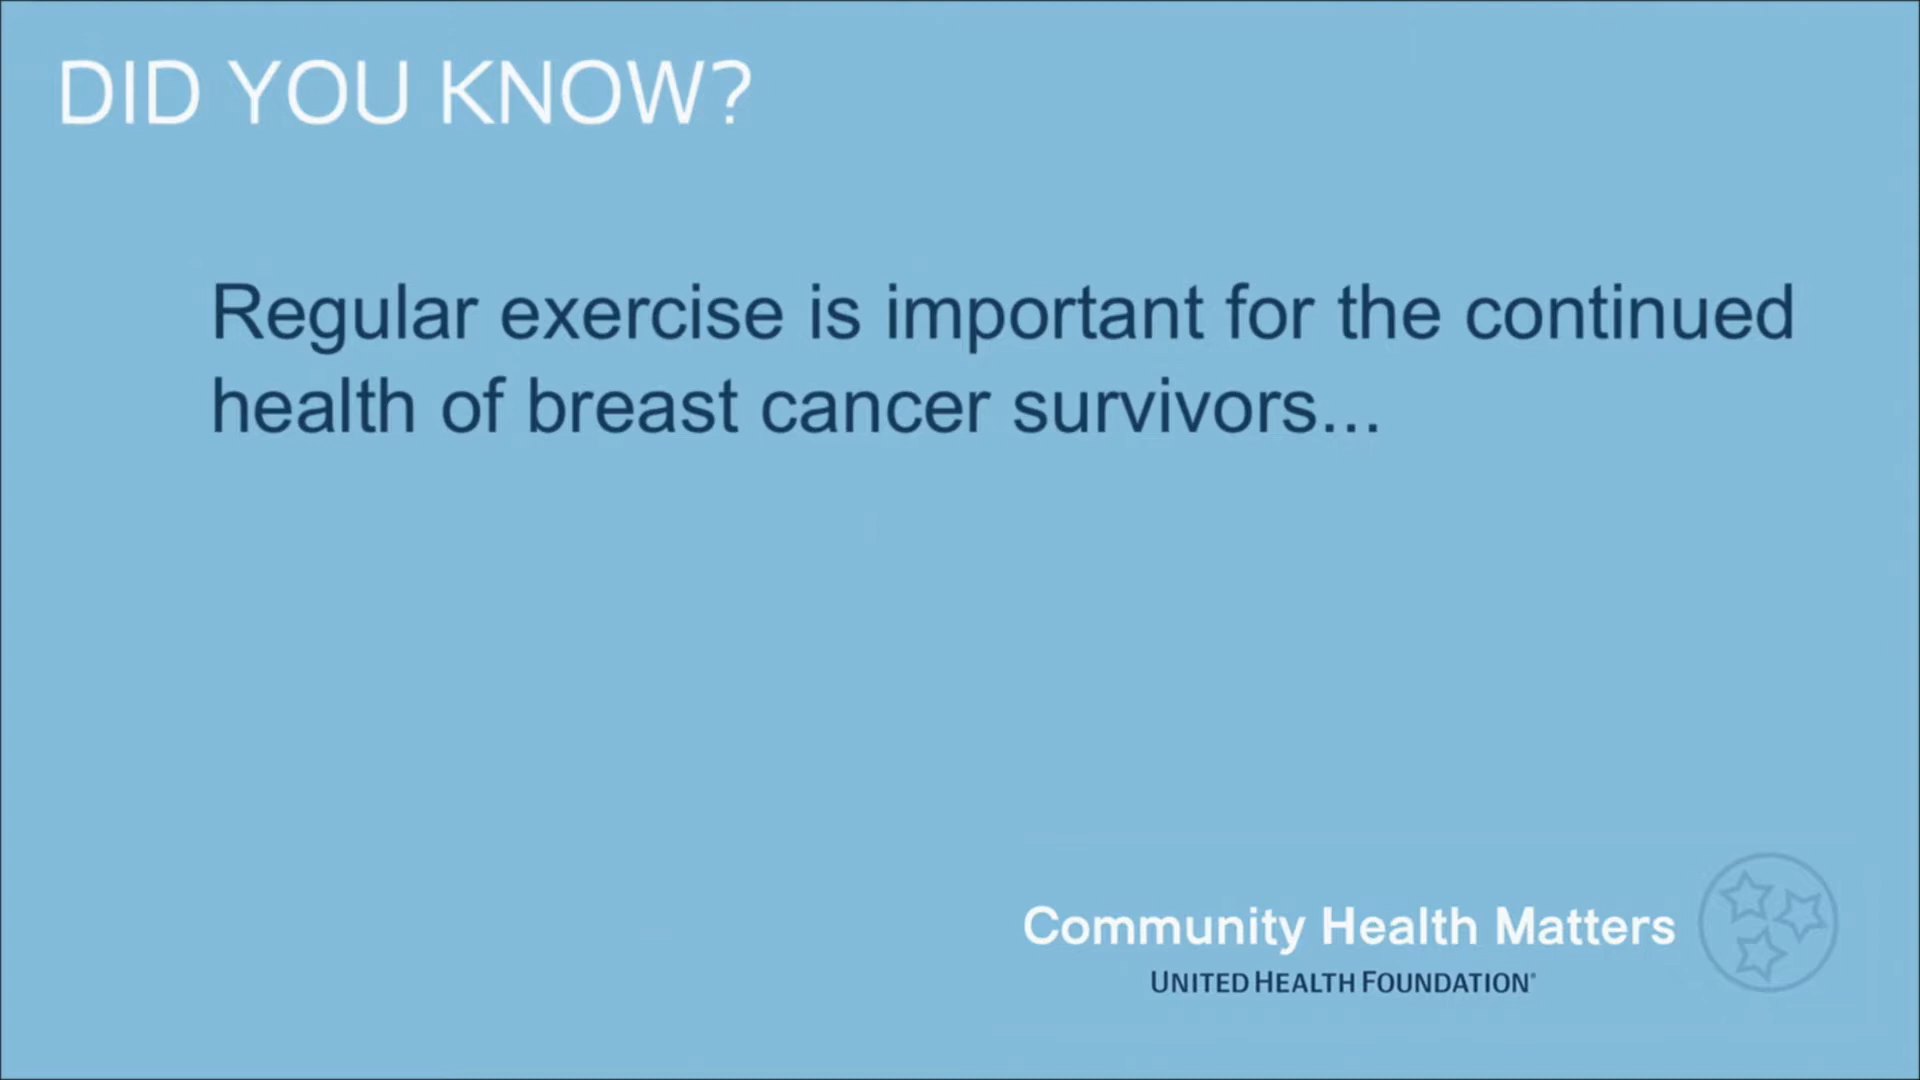 DID YOU KNOW?
Regular exercise is important for the continued
health of breast cancer survivors...
Community Health Matters
UNITED HEALTH FOUNDATION®